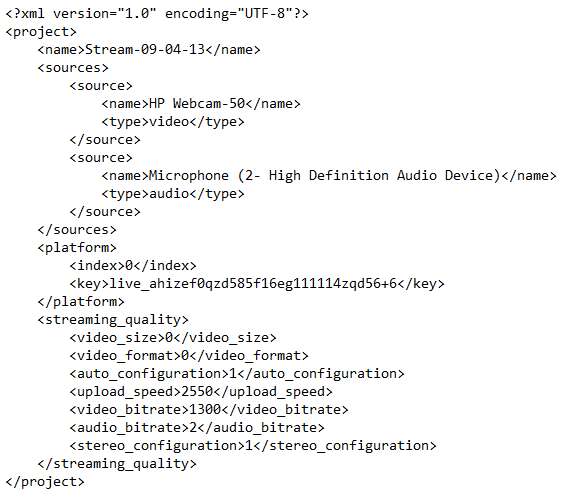 <?xml version="1.0" encoding="UTF-8"?>
<project>
    <name>Stream-09-04-13</name>
    <sources>
        <source>
            <name>HP Webcam-50</name>
            <type>video</type>
        </source>
        <source>
            <name>Microphone (2- High Definition Audio Device)</name>
            <type>audio</type>
        </source>
    </sources>
    <platform>
        <index>0</index>
        <key>live_ahizef0qzd585f16eg111114zqd56+6</key>
    </platform>
    <streaming_quality>
        <video_size>0</video_size>
        <video_format>0</video_format>
        <auto_configuration>1</auto_configuration>
        <upload_speed>2550</upload_speed>
        <video_bitrate>1300</video_bitrate>
        <audio_bitrate>2</audio_bitrate>
        <stereo_configuration>1</stereo_configuration>
    </streaming_quality>
</project>